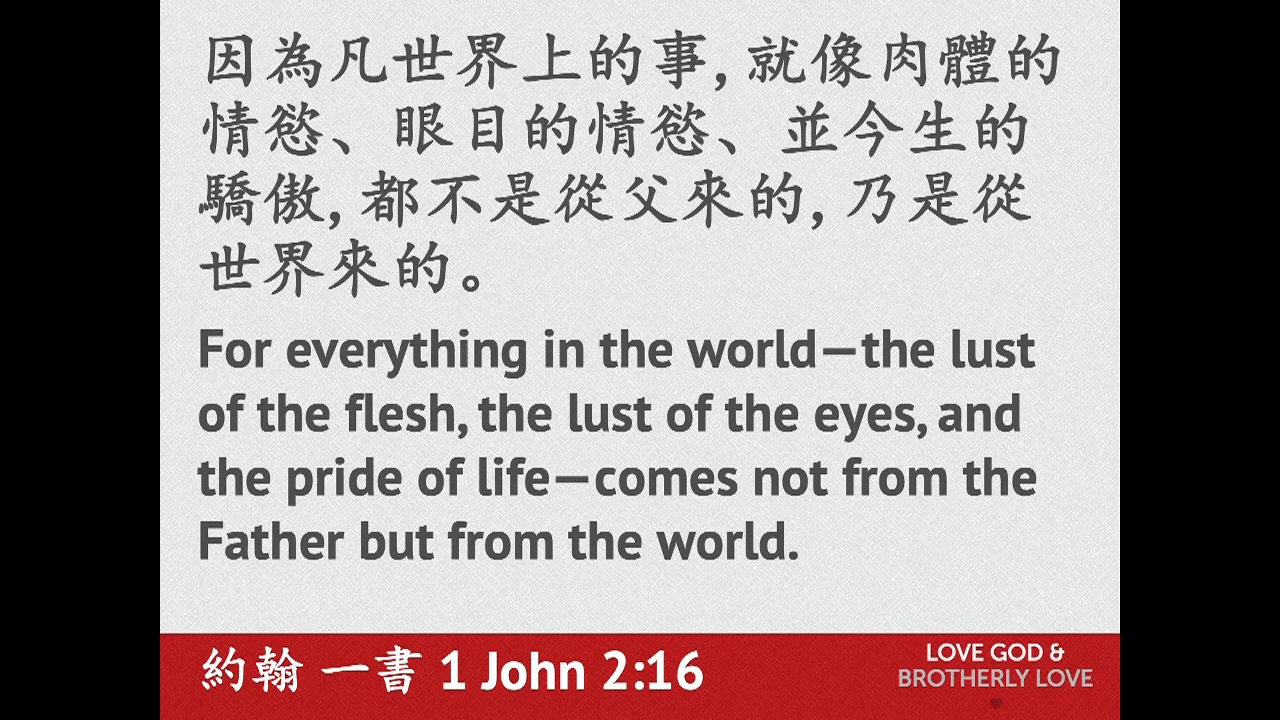 因為凡世界上的事,就像肉體的
情慾、眼目的情慾、並今生的
驕傲,都不是從父來的,乃是從
世界來的。
For everything in the world—the lust
of the flesh, the lust of the eyes, and
the pride of life—comes not from the
Father but from the world.
約翰 一書 1 John 2:16
LOVE GOD &
BROTHERLY LOVE